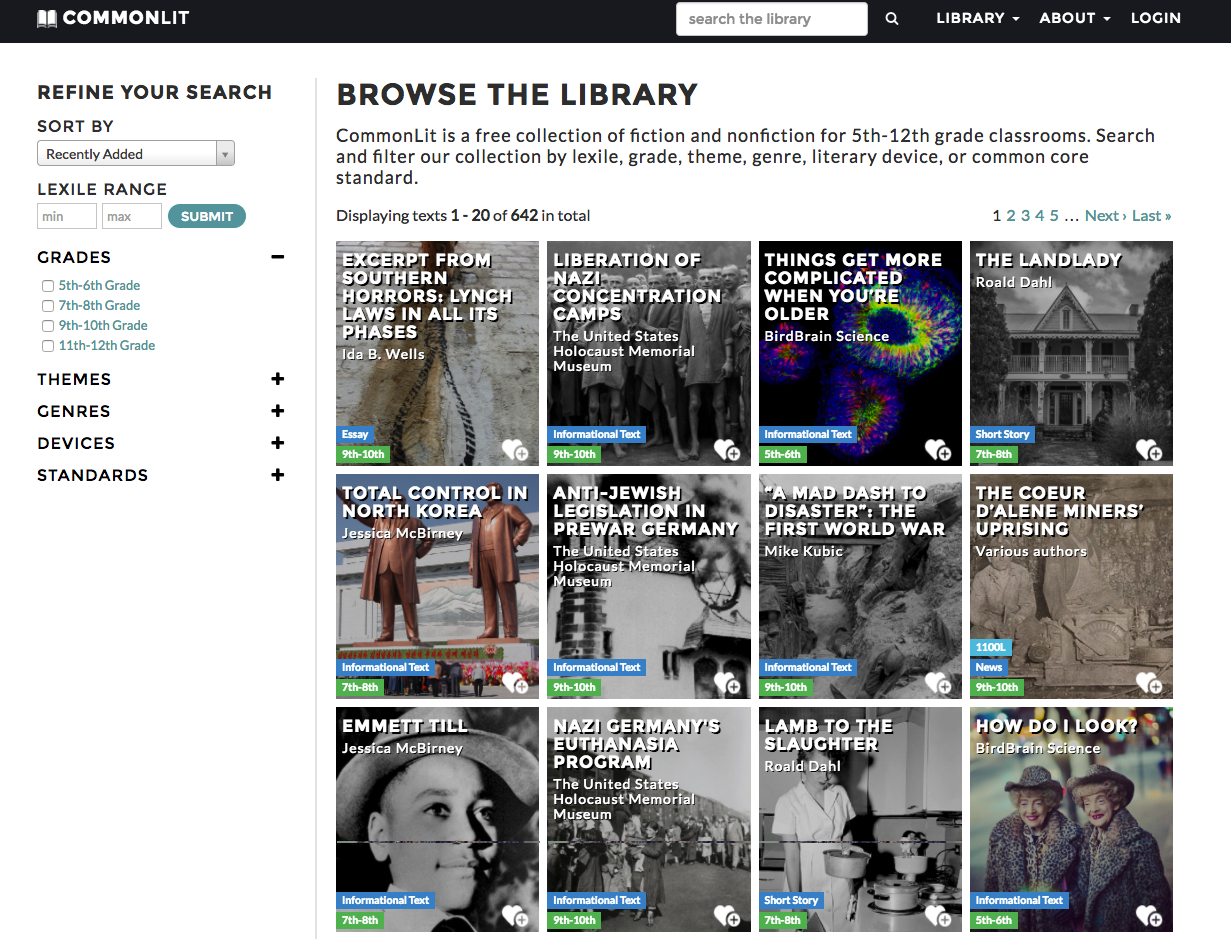 COMMONLIT
search the library
LIBRARY
ABOUT
LOGIN
REFINE YOUR SEARCH
SORT BY
Recently Added
LEXILE RANGE
min
max
SUBMIT
GRADES
5th-6th Grade
7th-8th Grade
9th-10th Grade
11th-12th Grade
THEMES
GENRES
DEVICES
STANDARDS
BROWSE THE LIBRARY
CommonLit is a free collection of fiction and nonfiction for 5th-12th grade classrooms. Search
and filter our collection by lexile, grade, theme, genre, literary device, or common core
standard.
Displaying texts 1 - 20 of 642 in total
1 2 3 4 5 ... Next › Last »
EXCERPT FROM
SOUTHERN
HORRORS: LYNCH
LAWS IN ALL ITS
PHASES
Ida B. Wells
Essay
9th-10th
LIBERATION OF
NAZI
CONCENTRATION
CAMPS
The United States
Holocaust Memorial
Museum
Informational Text
9th-10th
THINGS GET MORE
COMPLICATED
WHEN YOU'RE
OLDER
BirdBrain Science
Informational Text
5th-6th
THE LANDLADY
Roald Dahl
Short Story
7th-8th
TOTAL CONTROL IN
NORTH KOREA
Jessica McBirney
Informational Text
7th-8th
ANTI-JEWISH
LEGISLATION IN
PREWAR GERMANY
The United States
Holocaust Memorial
Museum
Informational Text
9th-10th
"A MAD DASH TO
DISASTER": THE
FIRST WORLD WAR
Mike Kubic
Informational Text
9th-10th
THE COEUR
D'ALENE MINERS'
UPRISING
Various authors
1100L
News
9th-10th
EMMETT TILL
Jessica McBirney
Informational Text
7th-8th
NAZI GERMANY'S
EUTHANASIA
PROGRAM
The United States
Holocaust Memorial
Museum
Informational Text
9th-10th
LAMB TO THE
SLAUGHTER
Roald Dahl
Short Story
7th-8th
HOW DO I LOOK?
BirdBrain Science
Informational Text
5th-6th